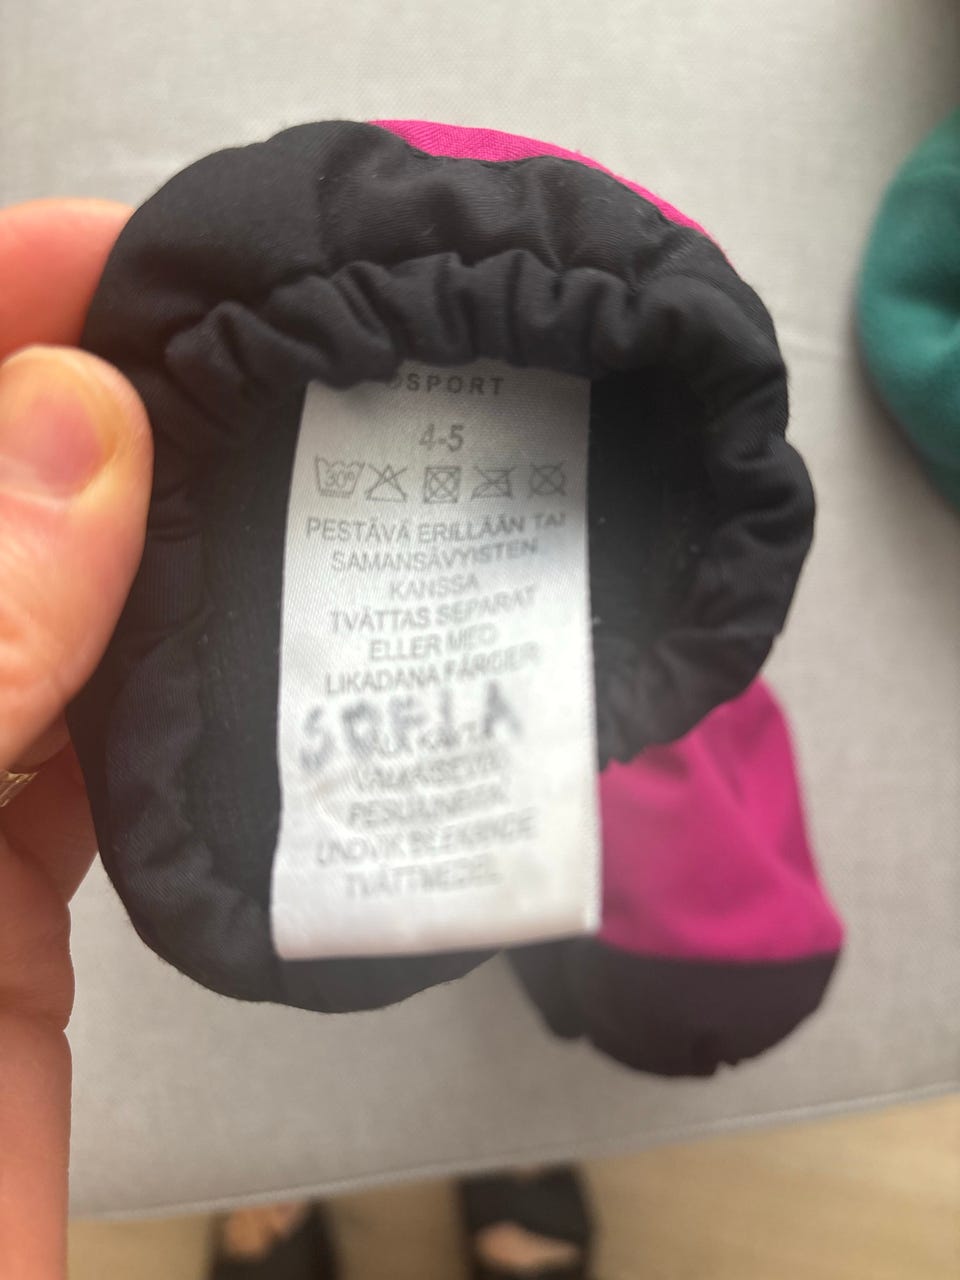 SPORT
4-5
30°
PESTÄVÄ ERILLÄÄN TAI
SAMANSÄVYISTEN
KANSSA
TVÄTTAS SEPARAT
ELLER MED
LIKADANA FÄRGER
SOFIA
VALKAISEVIA
PESUAINEITA
UNDVIK BLEKANDE
TVÄTTMEDEL